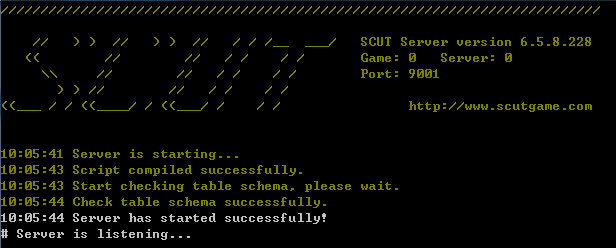 SCUT Server version 6.5.8.228
Game: 0 Server: 0
Port: 9001
http://www.scutgame.com
10:05:41 Server is starting...
10:05:43 Script compiled successfully.
10:05:43 Start checking table schema, please wait.
10:05:44 Check table schema successfully.
10:05:44 Server has started successfully!
# Server is listening...